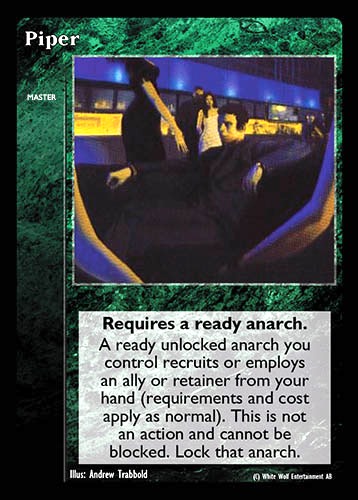 Piper
MASTER
Requires a ready anarch.
A ready unlocked anarch you
control recruits or employs
an ally or retainer from your
hand (requirements and cost
apply as normal). This is not
an action and cannot be
blocked. Lock that anarch.
Illus: Andrew Trabbold
(C) White Wolf Entertainment AB